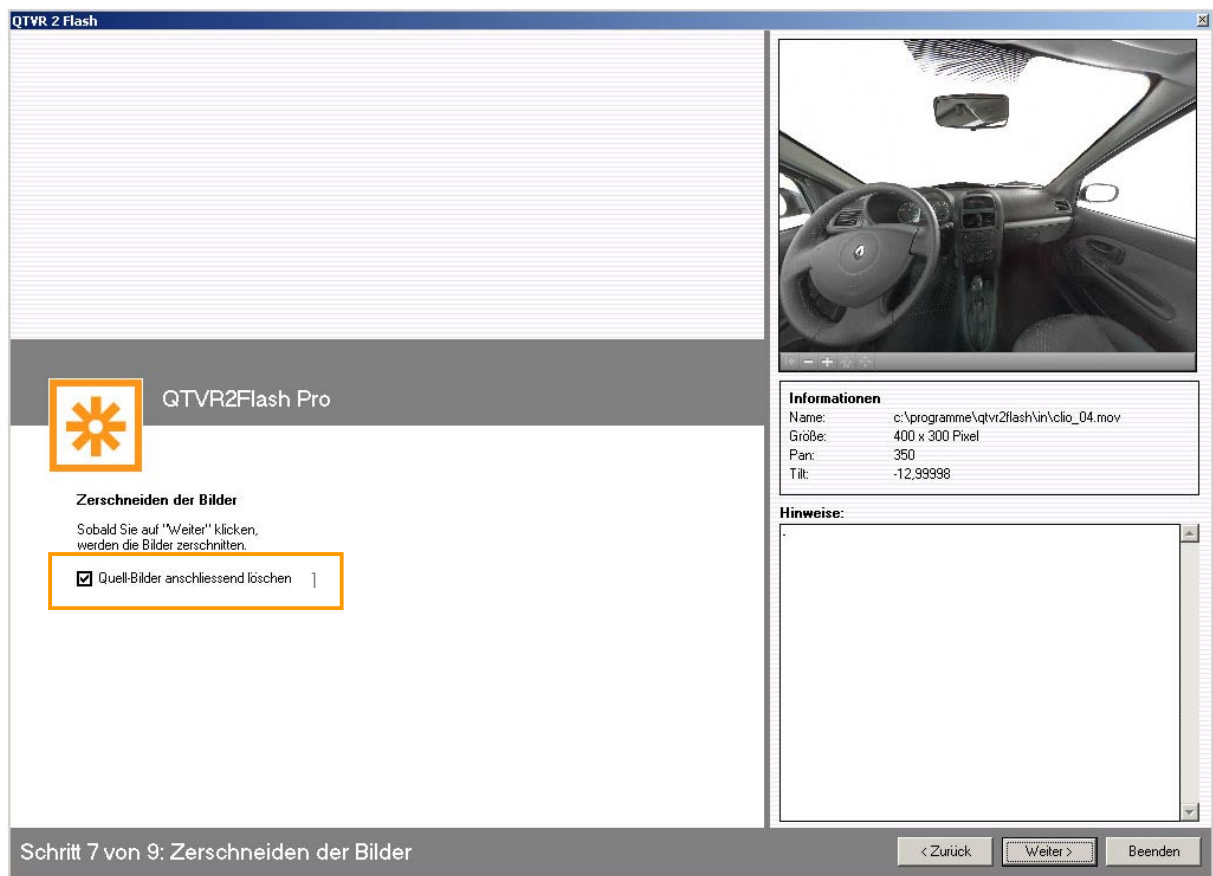 QTVR 2 Flash
QTVR2Flash Pro
Zerschneiden der Bilder
Sobald Sie auf "Weiter" klicken,
werden die Bilder zerschnitten.
Quell-Bilder anschliessend löschen 1
Informationen
Name: c:\programme\qtvr2flash\in\clio_04.mov
Größe: 400 x 300 Pixel
Pan: 350
Tilt: -12,99998
Hinweise:
-
Schritt 7 von 9: Zerschneiden der Bilder
< Zurück
Weiter >
Beenden